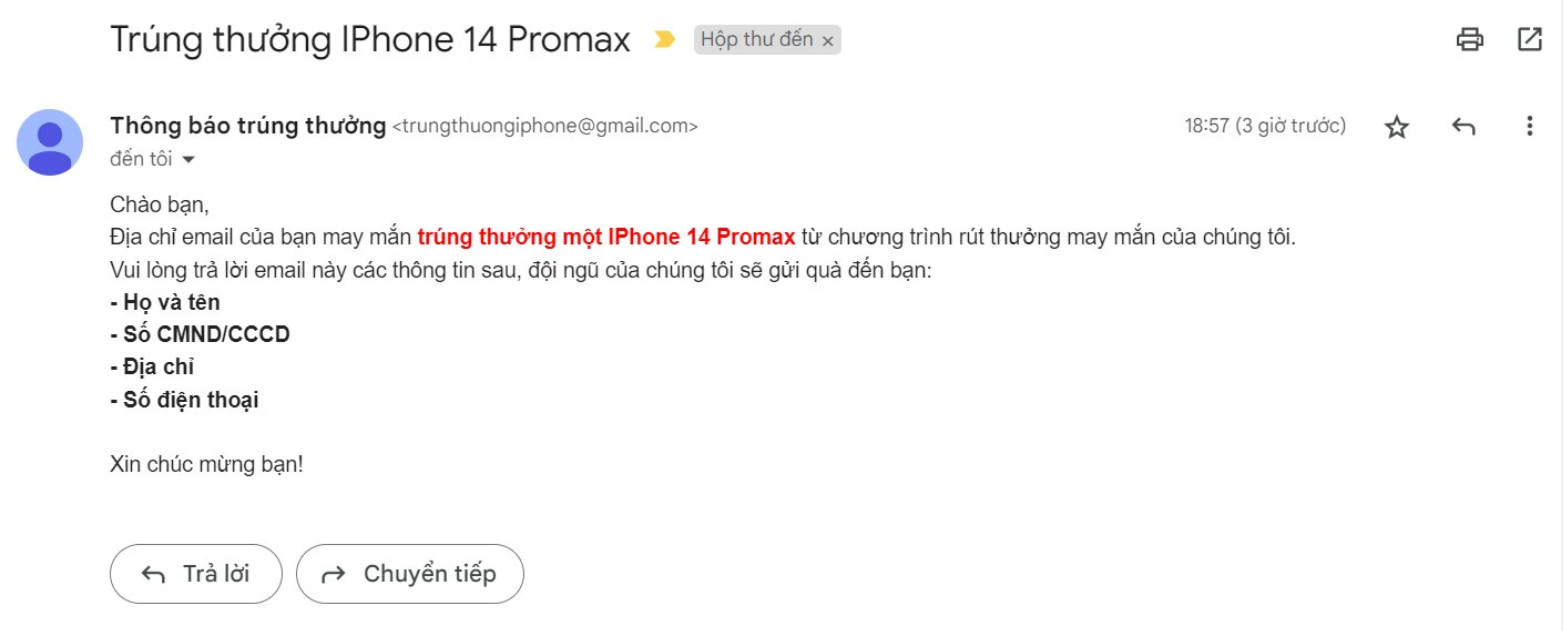 Trúng thưởng IPhone 14 Promax Hộp thư đến ×
Thông báo trúng thưởng <trungthuongiphone@gmail.com> 18:57 (3 giờ trước)
đến tôi
Chào bạn,
Địa chỉ email của bạn may mắn trúng thưởng một IPhone 14 Promax từ chương trình rút thưởng may mắn của chúng tôi.
Vui lòng trả lời email này các thông tin sau, đội ngũ của chúng tôi sẽ gửi quà đến bạn:
- Họ và tên
- Số CMND/CCCD
- Địa chỉ
- Số điện thoại
Xin chúc mừng bạn!
Trả lời Chuyển tiếp